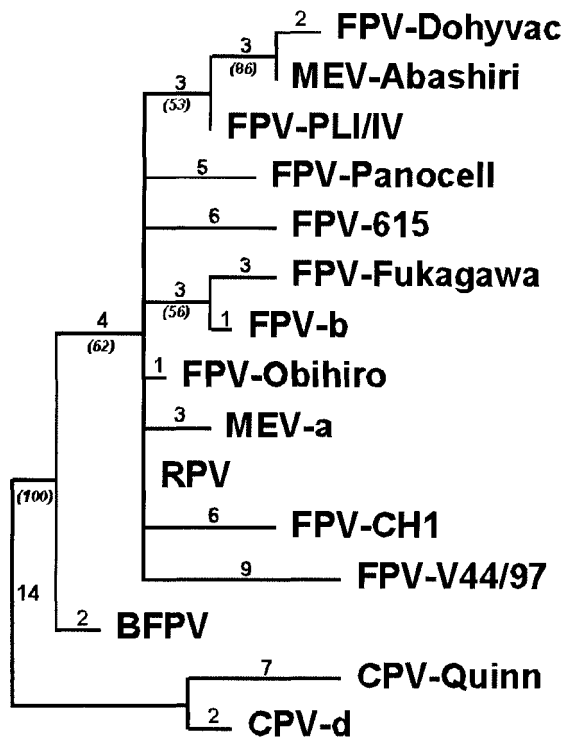 2 FPV-Dohyvac
3
(86) MEV-Abashiri
3
(53) FPV-PLI/IV
5 FPV-Panocell
6 FPV-615
3 FPV-Fukagawa
3
(56) 1 FPV-b
4
(62)
1 FPV-Obihiro
3 MEV-a
RPV
(100)
6 FPV-CH1
9 FPV-V44/97
14
2 BFPV
7 CPV-Quinn
2 CPV-d